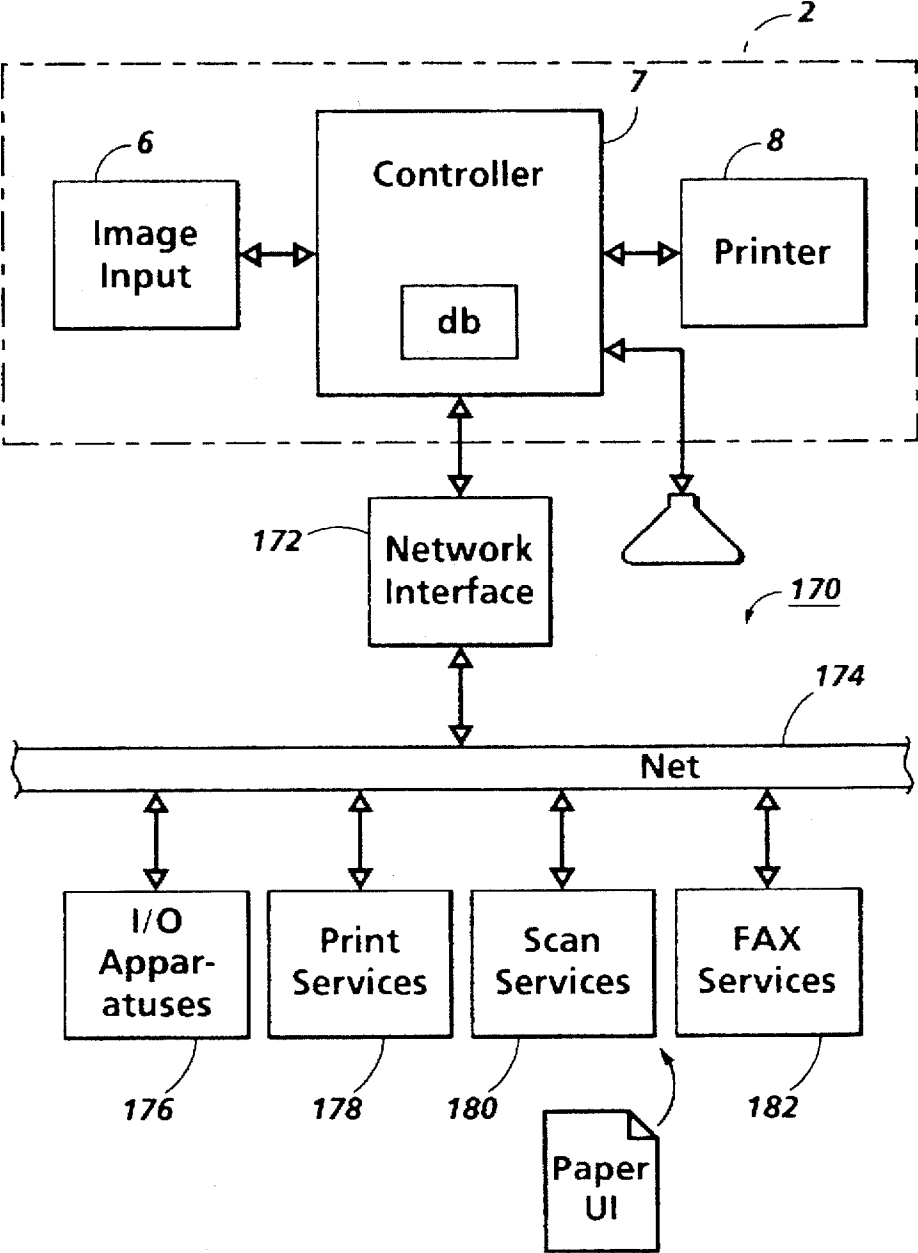 2
7
6
8
Controller
Image
Input
Printer
db
172
Network
Interface
170
174
Net
I/O
Appar-
atuses
Print
Services
Scan
Services
FAX
Services
176
178
180
182
Paper
UI